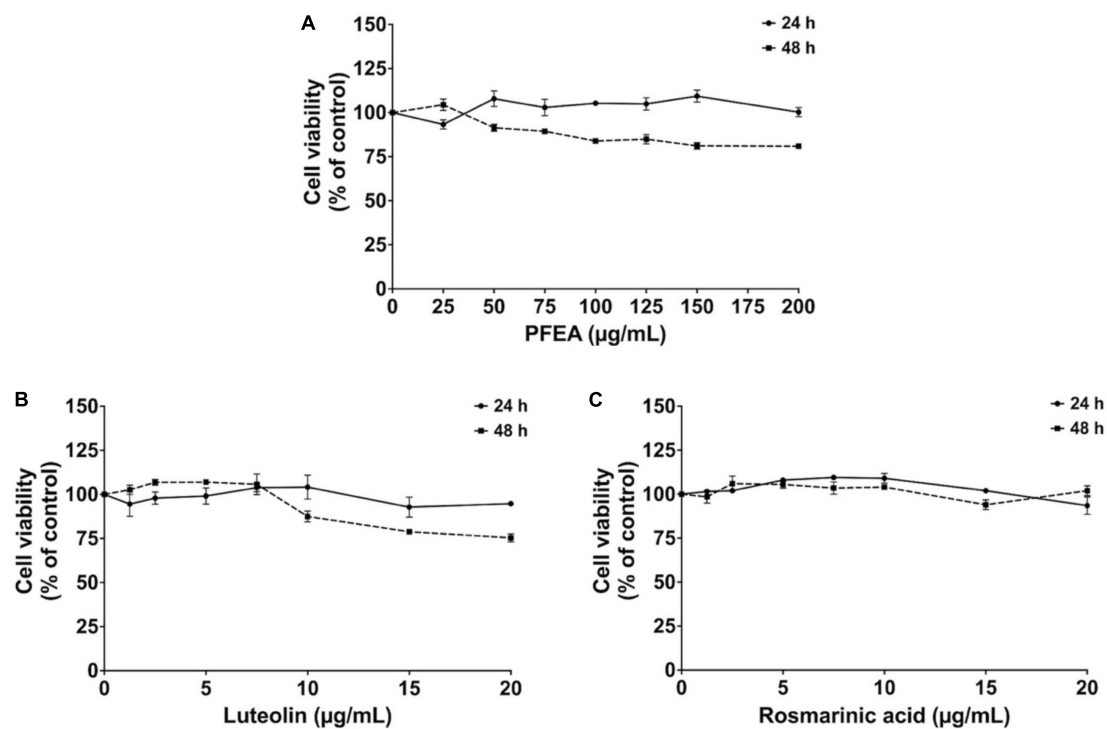 A
24 h
48 h
Cell viability
(% of control)
150
125
100
75
50
25
0
0 25 50 75 100 125 150 175 200
PFEA (µg/mL)
B
24 h
48 h
Cell viability
(% of control)
150
125
100
75
50
25
0
0 5 10 15 20
Luteolin (µg/mL)
C
24 h
48 h
Cell viability
(% of control)
150
125
100
75
50
25
0
0 5 10 15 20
Rosmarinic acid (µg/mL)